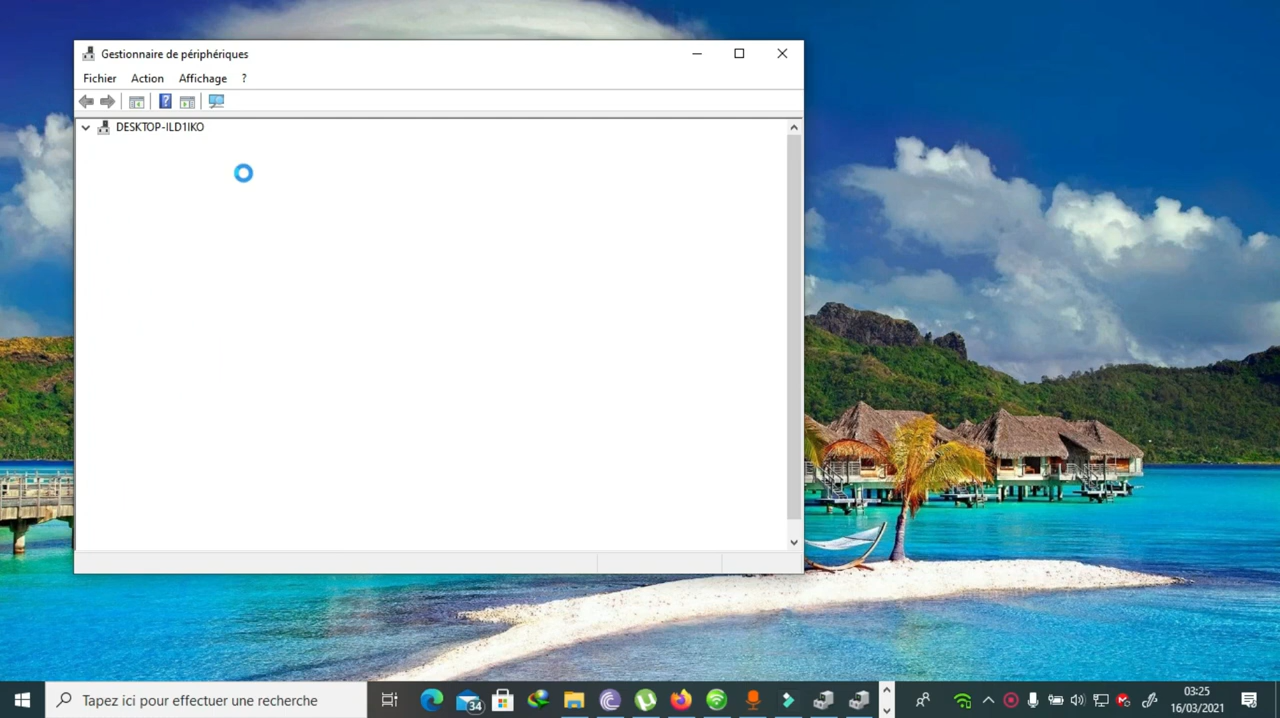 Gestionnaire de périphériques
Fichier Action Affichage ?
DESKTOP-ILD1IKO
Tapez ici pour effectuer une recherche
34
03:25
16/03/2021